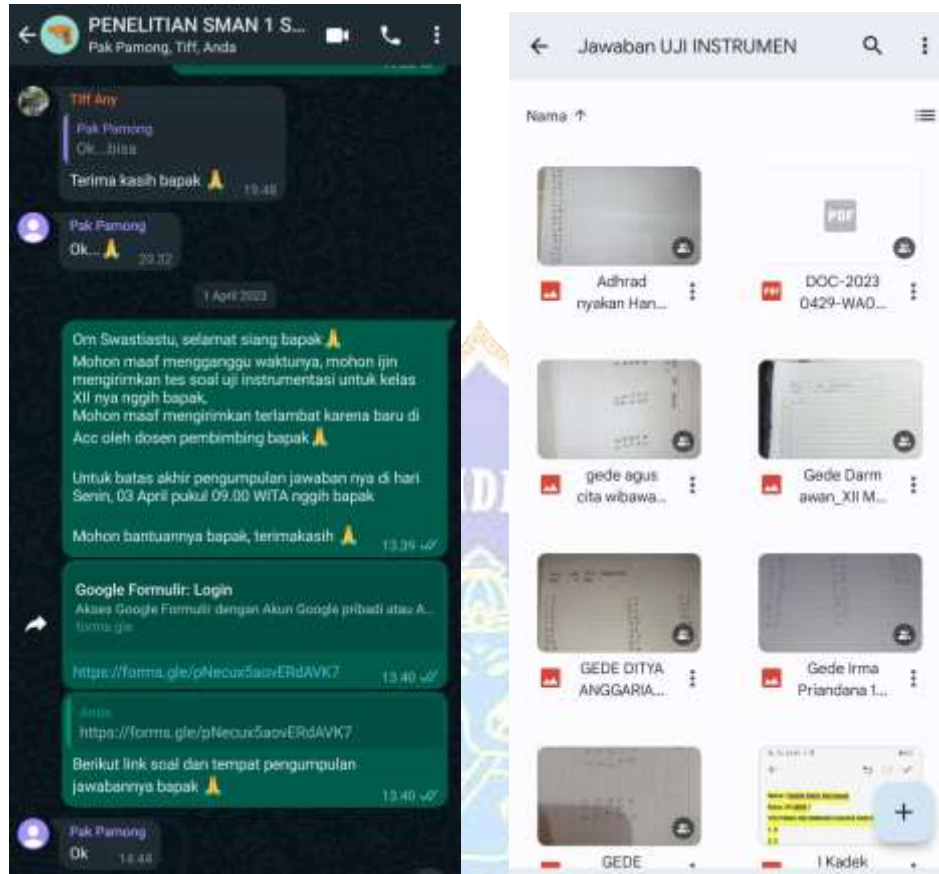 PENELITIAN SMAN 1 S...
Pak Pamong, Tiff, Anda
Tiff Any
Pak Pamong
Ok...bisa
Terima kasih bapak 🙏
19.48
Pak Pamong
Ok... 🙏
20.32
1 April 2023
Om Swastiastu, selamat siang bapak 🙏
Mohon maaf mengganggu waktunya, mohon ijin
mengirimkan tes soal uji instrumentasi untuk kelas
XII nya nggih bapak,
Mohon maaf mengirimkan terlambat karena baru di
Acc oleh dosen pembimbing bapak 🙏
Untuk batas akhir pengumpulan jawaban nya di hari
Senin, 03 April pukul 09.00 WITA nggih bapak
Mohon bantuannya bapak, terimakasih 🙏
13.39
Google Formulir: Login
Akses Google Formulir dengan Akun Google pribadi atau A...
forms.gle
https://forms.gle/pNecux5aovERdAVK7
13.40
Anda
https://forms.gle/pNecux5aovERdAVK7
Berikut link soal dan tempat pengumpulan
jawabannya bapak 🙏
13.40
Pak Pamong
Ok
14.44
Jawaban UJI INSTRUMEN
Nama ↑
Adhrad
nyakan Han...
PDF
PDF
DOC-2023
0429-WA0...
gede agus
cita wibawa...
Gede Darm
awan_XII M...
GEDE DITYA
ANGGARIA...
Gede Irma
Priandana 1...
GEDE
I Kadek